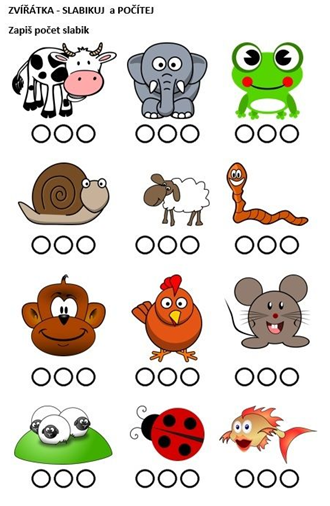 ZVÍŘÁTKA - SLABIKUJ a POČÍTEJ
Zapiš počet slabik